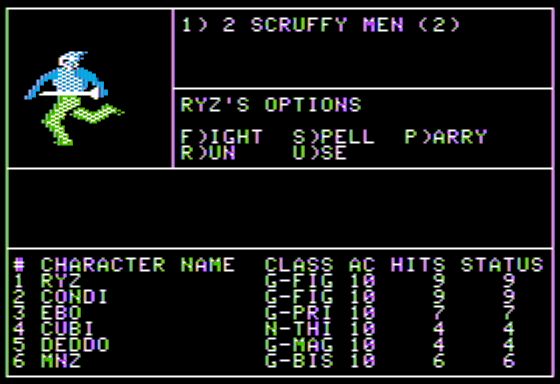 1) 2 SCRUFFY MEN (2)
RYZ'S OPTIONS
F)IGHT S)PELL P)ARRY
R)UN U)SE
# CHARACTER NAME CLASS AC HITS STATUS
1 RYZ G-FIG 10 9 9
2 CONDI G-FIG 10 9 9
3 EBO G-PRI 10 7 7
4 CUBI N-THI 10 4 4
5 DEDDO G-MAG 10 4 4
6 MNZ G-BIS 10 6 6